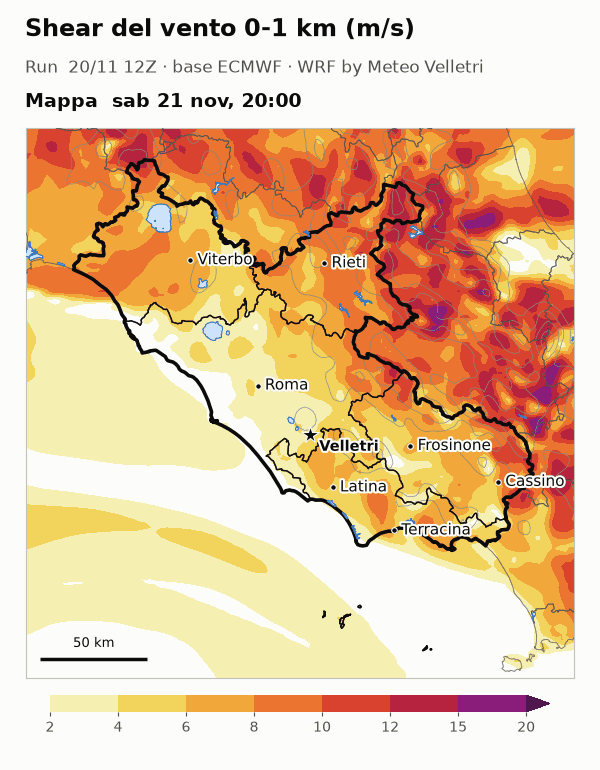 Shear del vento 0-1 km (m/s)
Run  20/11 12Z · base ECMWF · WRF by Meteo Velletri
Mappa  sab 21 nov, 20:00
Viterbo
Rieti
Roma
Velletri
Frosinone
Cassino
Latina
Terracina
50 km
2 4 6 8 10 12 15 20